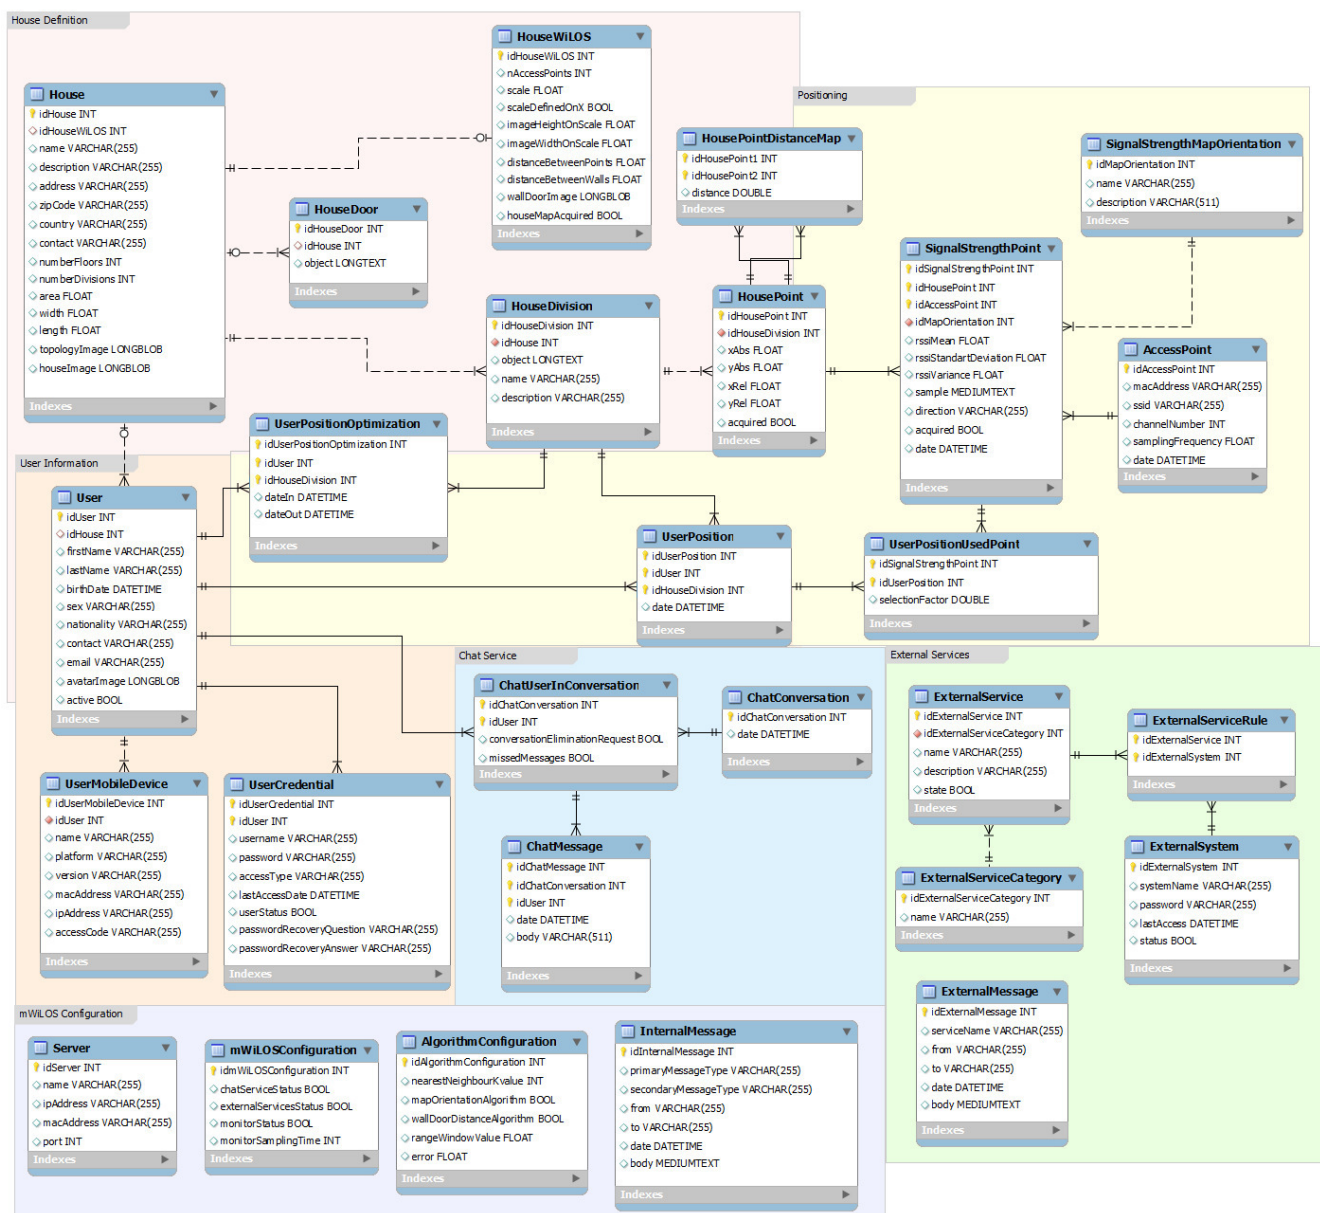 House Definition
House
idHouse INT
idHouseWiLOS INT
name VARCHAR(255)
description VARCHAR(255)
address VARCHAR(255)
zipCode VARCHAR(255)
country VARCHAR(255)
contact VARCHAR(255)
numberFloors INT
numberDivisions INT
area FLOAT
width FLOAT
length FLOAT
topologyImage LONGBLOB
houseImage LONGBLOB
Indexes
HouseWiLOS
idHouseWiLOS INT
nAccessPoints INT
scale FLOAT
scaleDefinedOnX BOOL
imageHeightOnScale FLOAT
imageWidthOnScale FLOAT
distanceBetweenPoints FLOAT
distanceBetweenWalls FLOAT
wallDoorImage LONGBLOB
houseMapAcquired BOOL
Indexes
HouseDoor
idHouseDoor INT
idHouse INT
object LONGTEXT
Indexes
HouseDivision
idHouseDivision INT
idHouse INT
object LONGTEXT
name VARCHAR(255)
description VARCHAR(255)
Indexes
Positioning
HousePointDistanceMap
idHousePoint1 INT
idHousePoint2 INT
distance DOUBLE
Indexes
SignalStrengthMapOrientation
idMapOrientation INT
name VARCHAR(255)
description VARCHAR(511)
Indexes
HousePoint
idHousePoint INT
idHouseDivision INT
xAbs FLOAT
yAbs FLOAT
xRel FLOAT
yRel FLOAT
acquired BOOL
Indexes
SignalStrengthPoint
idSignalStrengthPoint INT
idHousePoint INT
idAccessPoint INT
idMapOrientation INT
rssiMean FLOAT
rssiStandartDeviation FLOAT
rssiVariance FLOAT
sample MEDIUMTEXT
direction VARCHAR(255)
acquired BOOL
date DATETIME
Indexes
AccessPoint
idAccessPoint INT
macAddress VARCHAR(255)
ssid VARCHAR(255)
channelNumber INT
samplingFrequency FLOAT
date DATETIME
Indexes
UserPositionOptimization
idUserPositionOptimization INT
idUser INT
idHouseDivision INT
dateIn DATETIME
dateOut DATETIME
Indexes
UserPosition
idUserPosition INT
idUser INT
idHouseDivision INT
date DATETIME
Indexes
UserPositionUsedPoint
idSignalStrengthPoint INT
idUserPosition INT
selectionFactor DOUBLE
Indexes
User Information
User
idUser INT
idHouse INT
firstName VARCHAR(255)
lastName VARCHAR(255)
birthDate DATETIME
sex VARCHAR(255)
nationality VARCHAR(255)
contact VARCHAR(255)
email VARCHAR(255)
avatarImage LONGBLOB
active BOOL
Indexes
UserMobileDevice
idUserMobileDevice INT
idUser INT
name VARCHAR(255)
platform VARCHAR(255)
version VARCHAR(255)
macAddress VARCHAR(255)
ipAddress VARCHAR(255)
accessCode VARCHAR(255)
Indexes
UserCredential
idUserCredential INT
idUser INT
username VARCHAR(255)
password VARCHAR(255)
accessType VARCHAR(255)
lastAccessDate DATETIME
userStatus BOOL
passwordRecoveryQuestion VARCHAR(255)
passwordRecoveryAnswer VARCHAR(255)
Indexes
Chat Service
ChatUserInConversation
idChatConversation INT
idUser INT
conversationEliminationRequest BOOL
missedMessages BOOL
Indexes
ChatConversation
idChatConversation INT
date DATETIME
Indexes
ChatMessage
idChatMessage INT
idChatConversation INT
idUser INT
date DATETIME
body VARCHAR(511)
Indexes
External Services
ExternalService
idExternalService INT
idExternalServiceCategory INT
name VARCHAR(255)
description VARCHAR(255)
state BOOL
Indexes
ExternalServiceRule
idExternalService INT
idExternalSystem INT
Indexes
ExternalServiceCategory
idExternalServiceCategory INT
name VARCHAR(255)
Indexes
ExternalSystem
idExternalSystem INT
systemName VARCHAR(255)
password VARCHAR(255)
lastAccess DATETIME
status BOOL
Indexes
ExternalMessage
idExternalMessage INT
serviceName VARCHAR(255)
from VARCHAR(255)
to VARCHAR(255)
date DATETIME
body MEDIUMTEXT
Indexes
mWiLOS Configuration
Server
idServer INT
name VARCHAR(255)
ipAddress VARCHAR(255)
macAddress VARCHAR(255)
port INT
Indexes
mWiLOSConfiguration
idmWiLOSConfiguration INT
chatServiceStatus BOOL
externalServicesStatus BOOL
monitorStatus BOOL
monitorSamplingTime INT
Indexes
AlgorithmConfiguration
idAlgorithmConfiguration INT
nearestNeighbourKvalue INT
mapOrientationAlgorithm BOOL
wallDoorDistanceAlgorithm BOOL
rangeWindowValue FLOAT
error FLOAT
Indexes
InternalMessage
idInternalMessage INT
primaryMessageType VARCHAR(255)
secondaryMessageType VARCHAR(255)
from VARCHAR(255)
to VARCHAR(255)
date DATETIME
body MEDIUMTEXT
Indexes